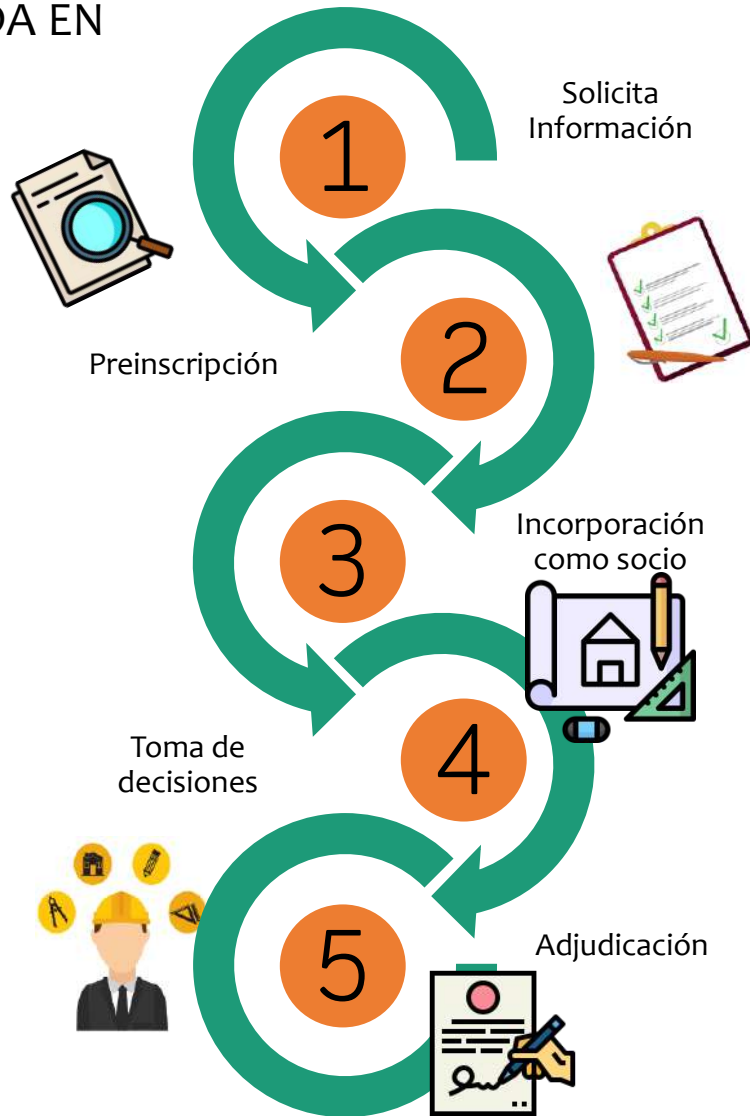 DA EN
1
Solicita
Información
Preinscripción
2
3
Incorporación
como socio
Toma de
decisiones
4
5
Adjudicación